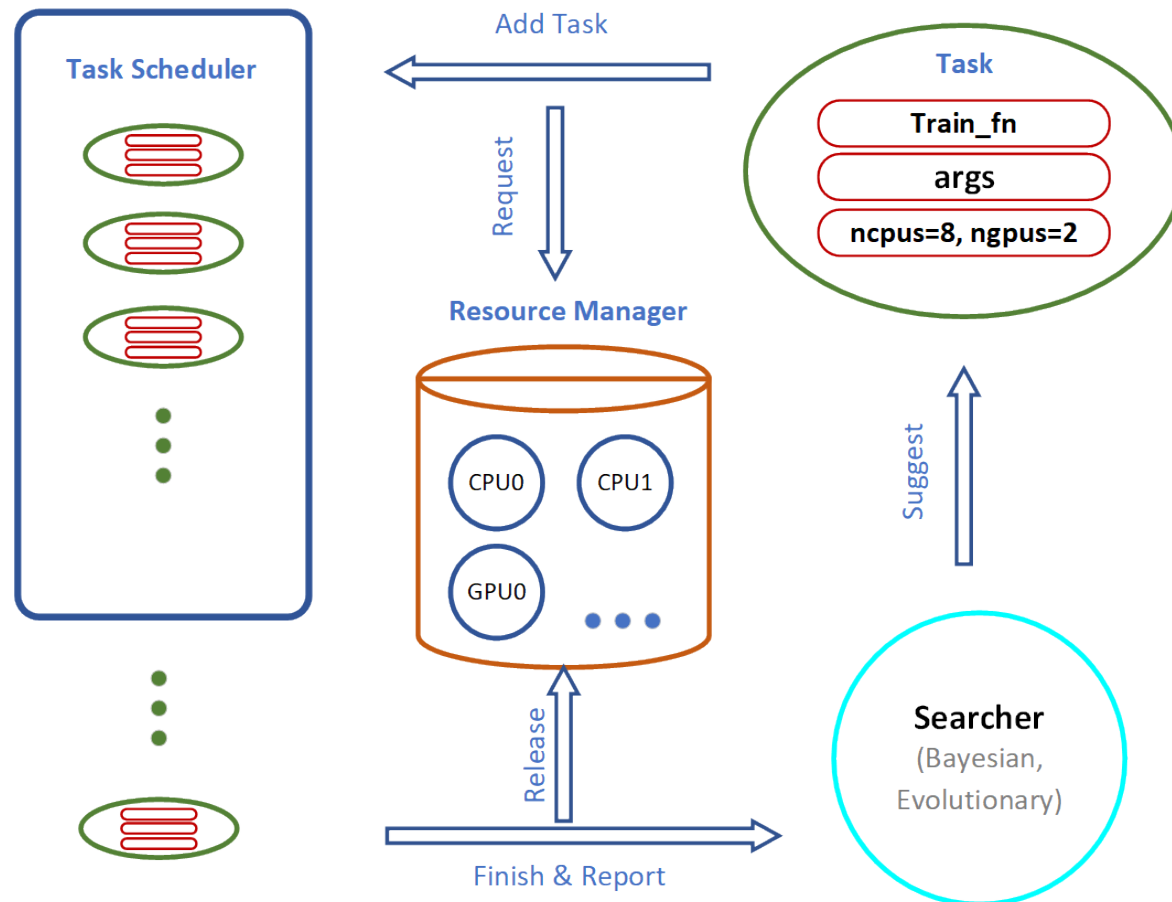 Add Task
Task Scheduler
Task
Train_fn
args
ncpus=8, ngpus=2
Request
Resource Manager
CPU0
CPU1
GPU0
Suggest
Release
Searcher
(Bayesian,
Evolutionary)
Finish & Report